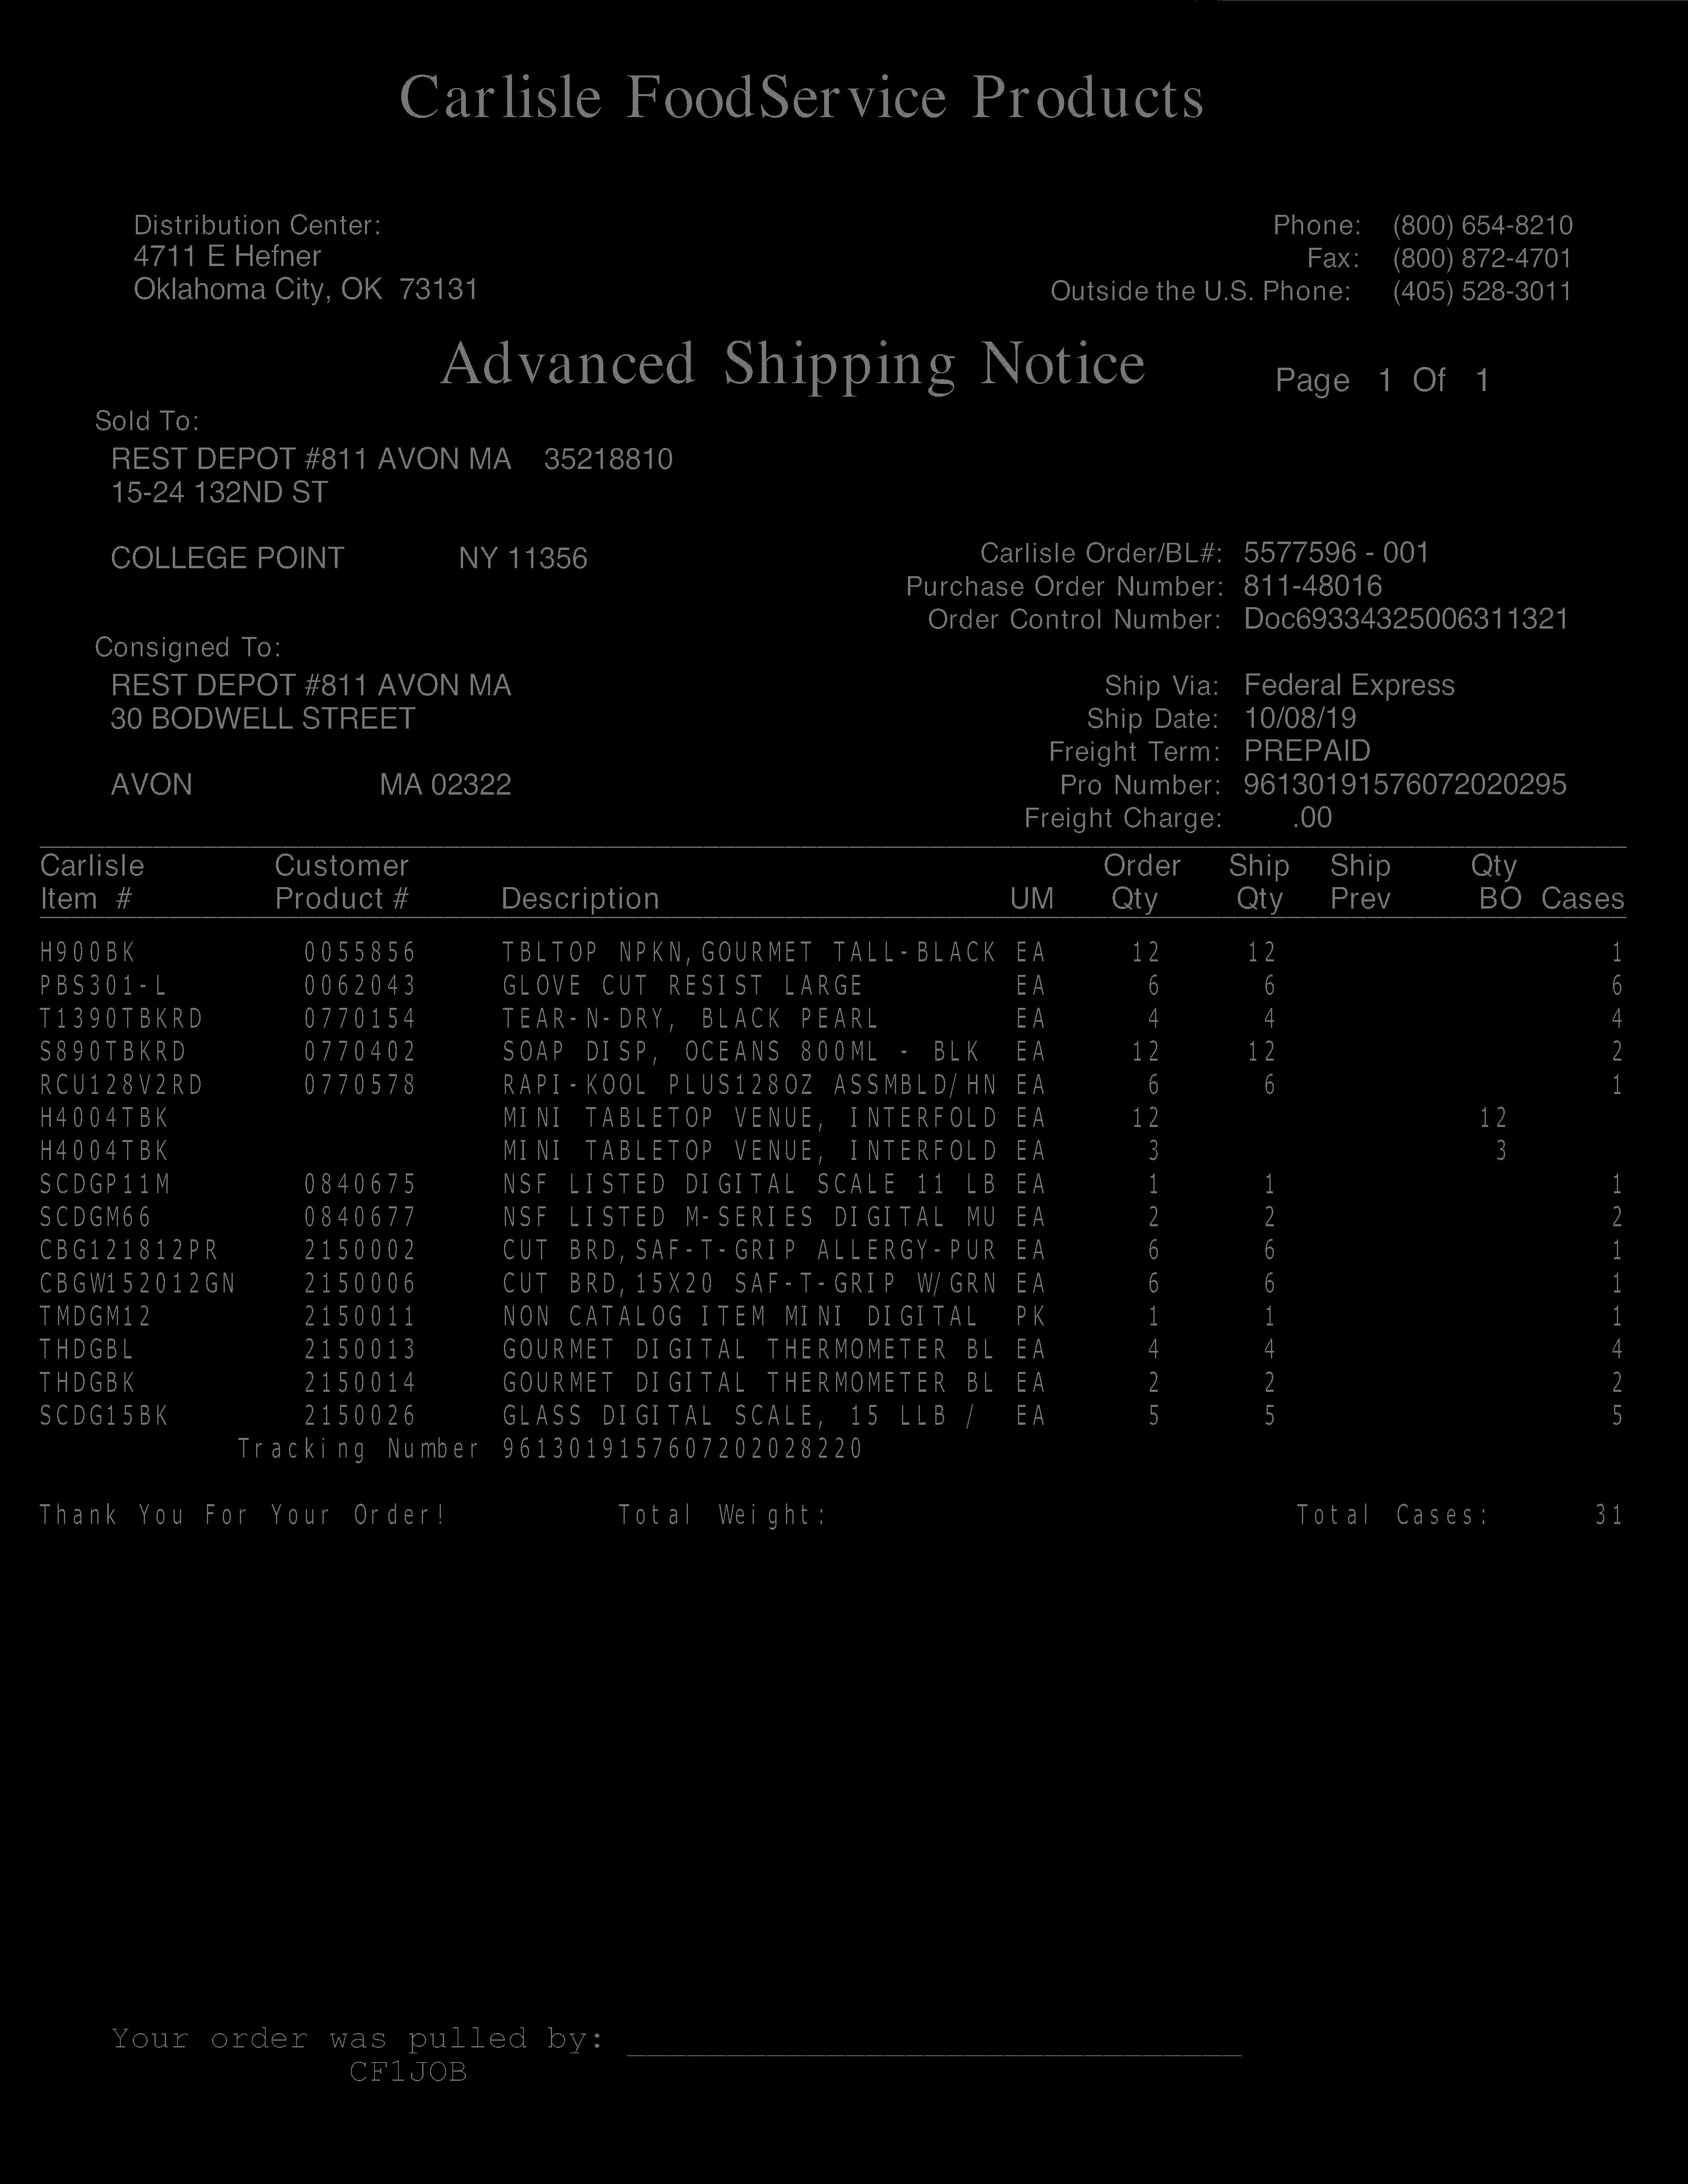 Carlisle FoodService Products
Distribution Center:
4711 E Hefner
Oklahoma City, OK 73131
Phone: (800) 654-8210
Fax: (800) 872-4701
Outside the U.S. Phone: (405) 528-3011
Advanced Shipping Notice Page 1 Of 1
Sold To:
REST DEPOT #811 AVON MA 35218810
15-24 132ND ST
COLLEGE POINT NY 11356
Carlisle Order/BL#: 5577596 - 001
Purchase Order Number: 811-48016
Order Control Number: Doc69334325006311321
Consigned To:
REST DEPOT #811 AVON MA
30 BODWELL STREET
AVON MA 02322
Ship Via: Federal Express
Ship Date: 10/08/19
Freight Term: PREPAID
Pro Number: 96130191576072020295
Freight Charge: .00
Carlisle Customer Order Ship Ship Qty
Item # Product # Description UM Qty Qty Prev BO Cases
H900BK 0055856 TBLTOP NPKN,GOURMET TALL-BLACK EA 12 12 1
PBS301-L 0062043 GLOVE CUT RESIST LARGE EA 6 6 6
T1390TBKRD 0770154 TEAR-N-DRY, BLACK PEARL EA 4 4 4
S890TBKRD 0770402 SOAP DISP, OCEANS 800ML - BLK EA 12 12 2
RCU128V2RD 0770578 RAPI-KOOL PLUS128OZ ASSMBLD/HN EA 6 6 1
H4004TBK MINI TABLETOP VENUE, INTERFOLD EA 12 12
H4004TBK MINI TABLETOP VENUE, INTERFOLD EA 3 3
SCDGP11M 0840675 NSF LISTED DIGITAL SCALE 11 LB EA 1 1 1
SCDGM66 0840677 NSF LISTED M-SERIES DIGITAL MU EA 2 2 2
CBG121812PR 2150002 CUT BRD,SAF-T-GRIP ALLERGY-PUR EA 6 6 1
CBGW152012GN 2150006 CUT BRD,15X20 SAF-T-GRIP W/GRN EA 6 6 1
TMDGM12 2150011 NON CATALOG ITEM MINI DIGITAL PK 1 1 1
THDGBL 2150013 GOURMET DIGITAL THERMOMETER BL EA 4 4 4
THDGBK 2150014 GOURMET DIGITAL THERMOMETER BL EA 2 2 2
SCDG15BK 2150026 GLASS DIGITAL SCALE, 15 LLB / EA 5 5 5
Tracking Number 9613019157607202028220
Thank You For Your Order! Total Weight: Total Cases: 31
Your order was pulled by:
CF1JOB